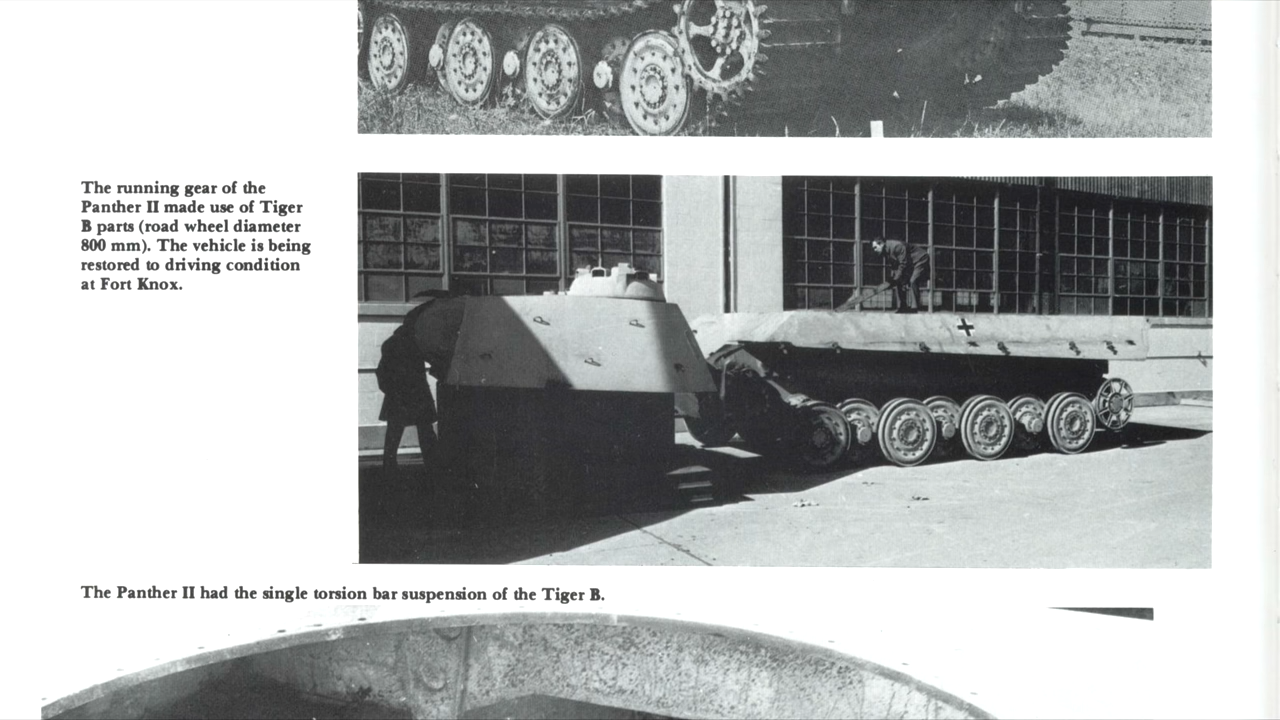 The running gear of the
Panther II made use of Tiger
B parts (road wheel diameter
800 mm). The vehicle is being
restored to driving condition
at Fort Knox.
The Panther II had the single torsion bar suspension of the Tiger B.